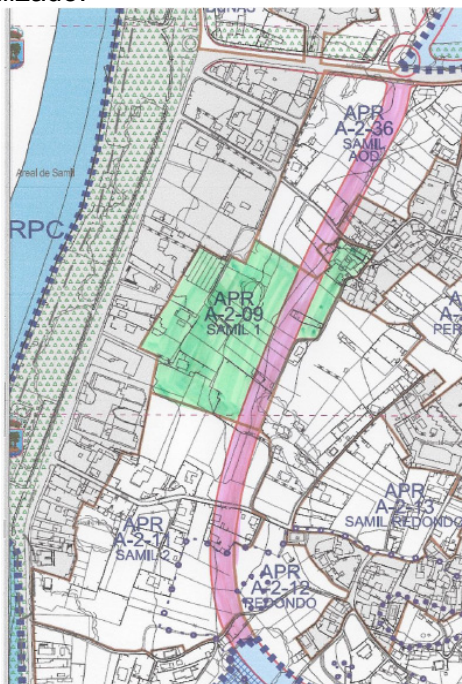 APR
A-2-36
SAMIL
AOD
Areal de Samil
RPC
APR
A-2-09
SAMIL 1
PER
APR
A-2-13
SAMIL REDONDO
APR
A-2-11
SAMIL 2
APR
A-2-12
REDONDO